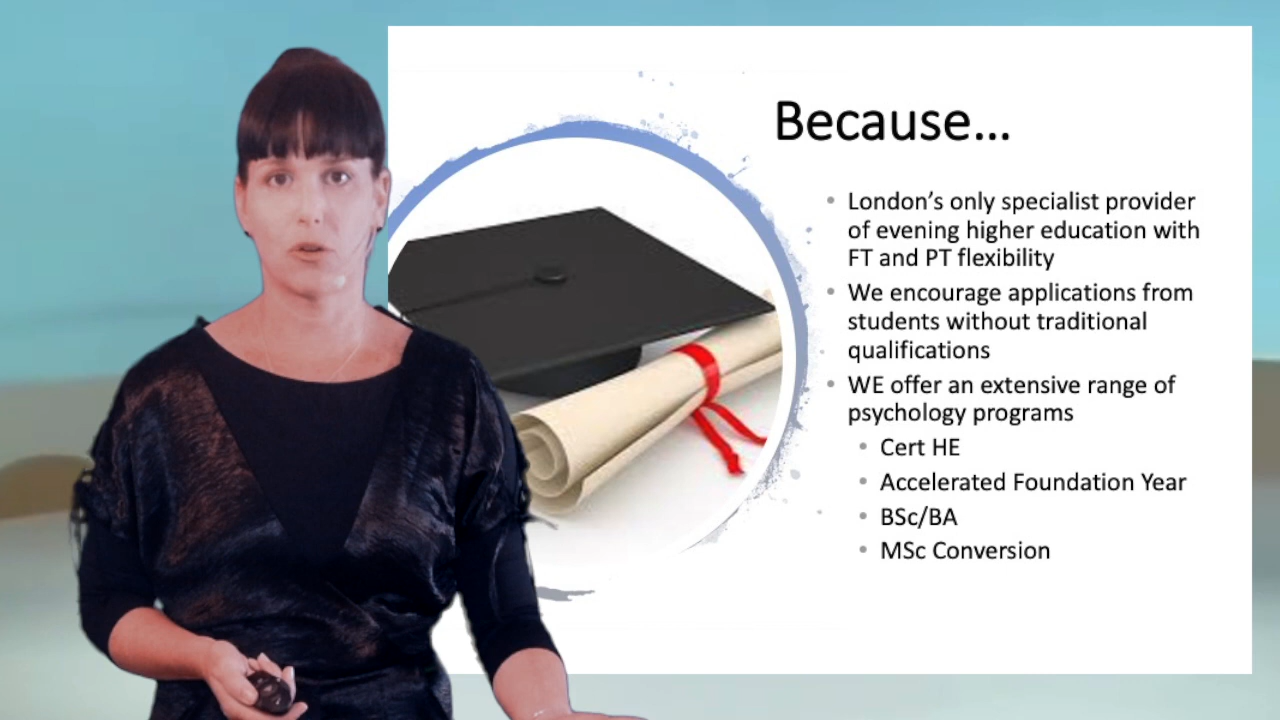 Because…
• London’s only specialist provider
of evening higher education with
FT and PT flexibility
• We encourage applications from
students without traditional
qualifications
• WE offer an extensive range of
psychology programs
• Cert HE
• Accelerated Foundation Year
• BSc/BA
• MSc Conversion